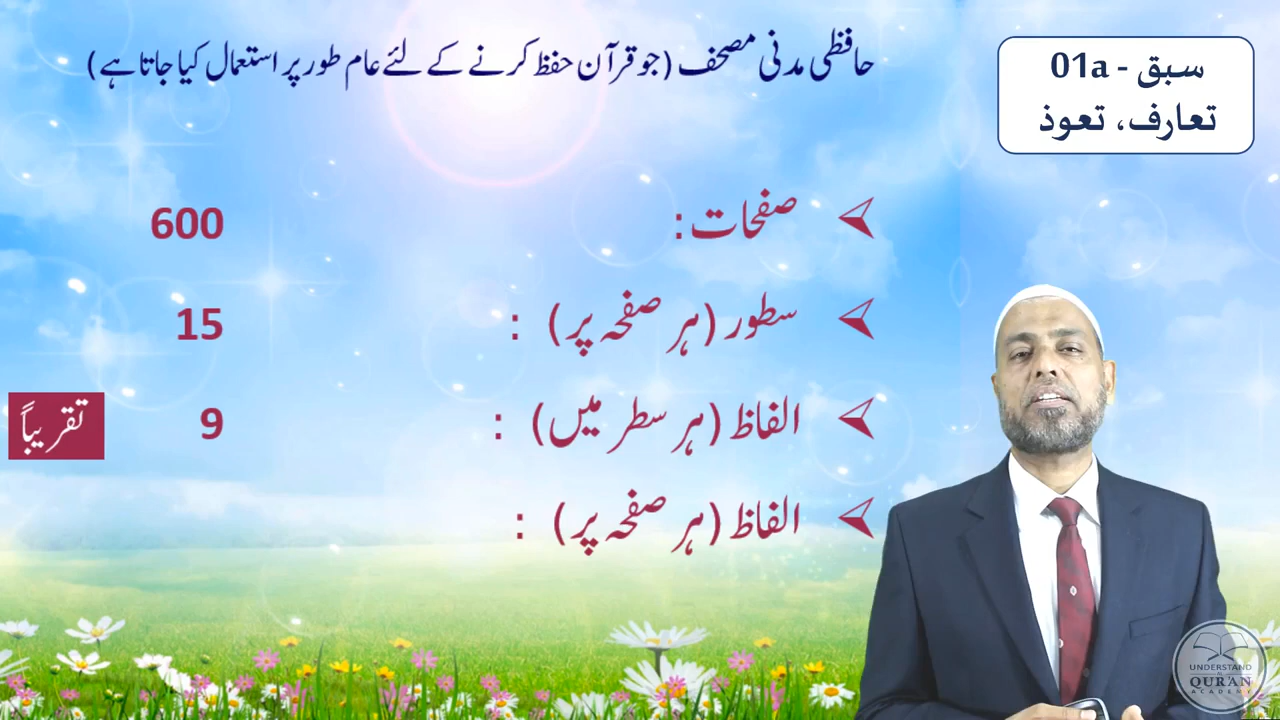 حافظی مدنی مصحف (جو قرآن حفظ کرنے کے لئے عام طور پر استعمال کیا جاتا ہے)
سبق - 01a
تعارف، تعوذ
صفحات : 600
سطور (ہر صفحہ پر) : 15
الفاظ (ہر سطر میں) : 9 تقریباً
الفاظ (ہر صفحہ پر) :
UNDERSTAND
QUR'AN
ACADEMY